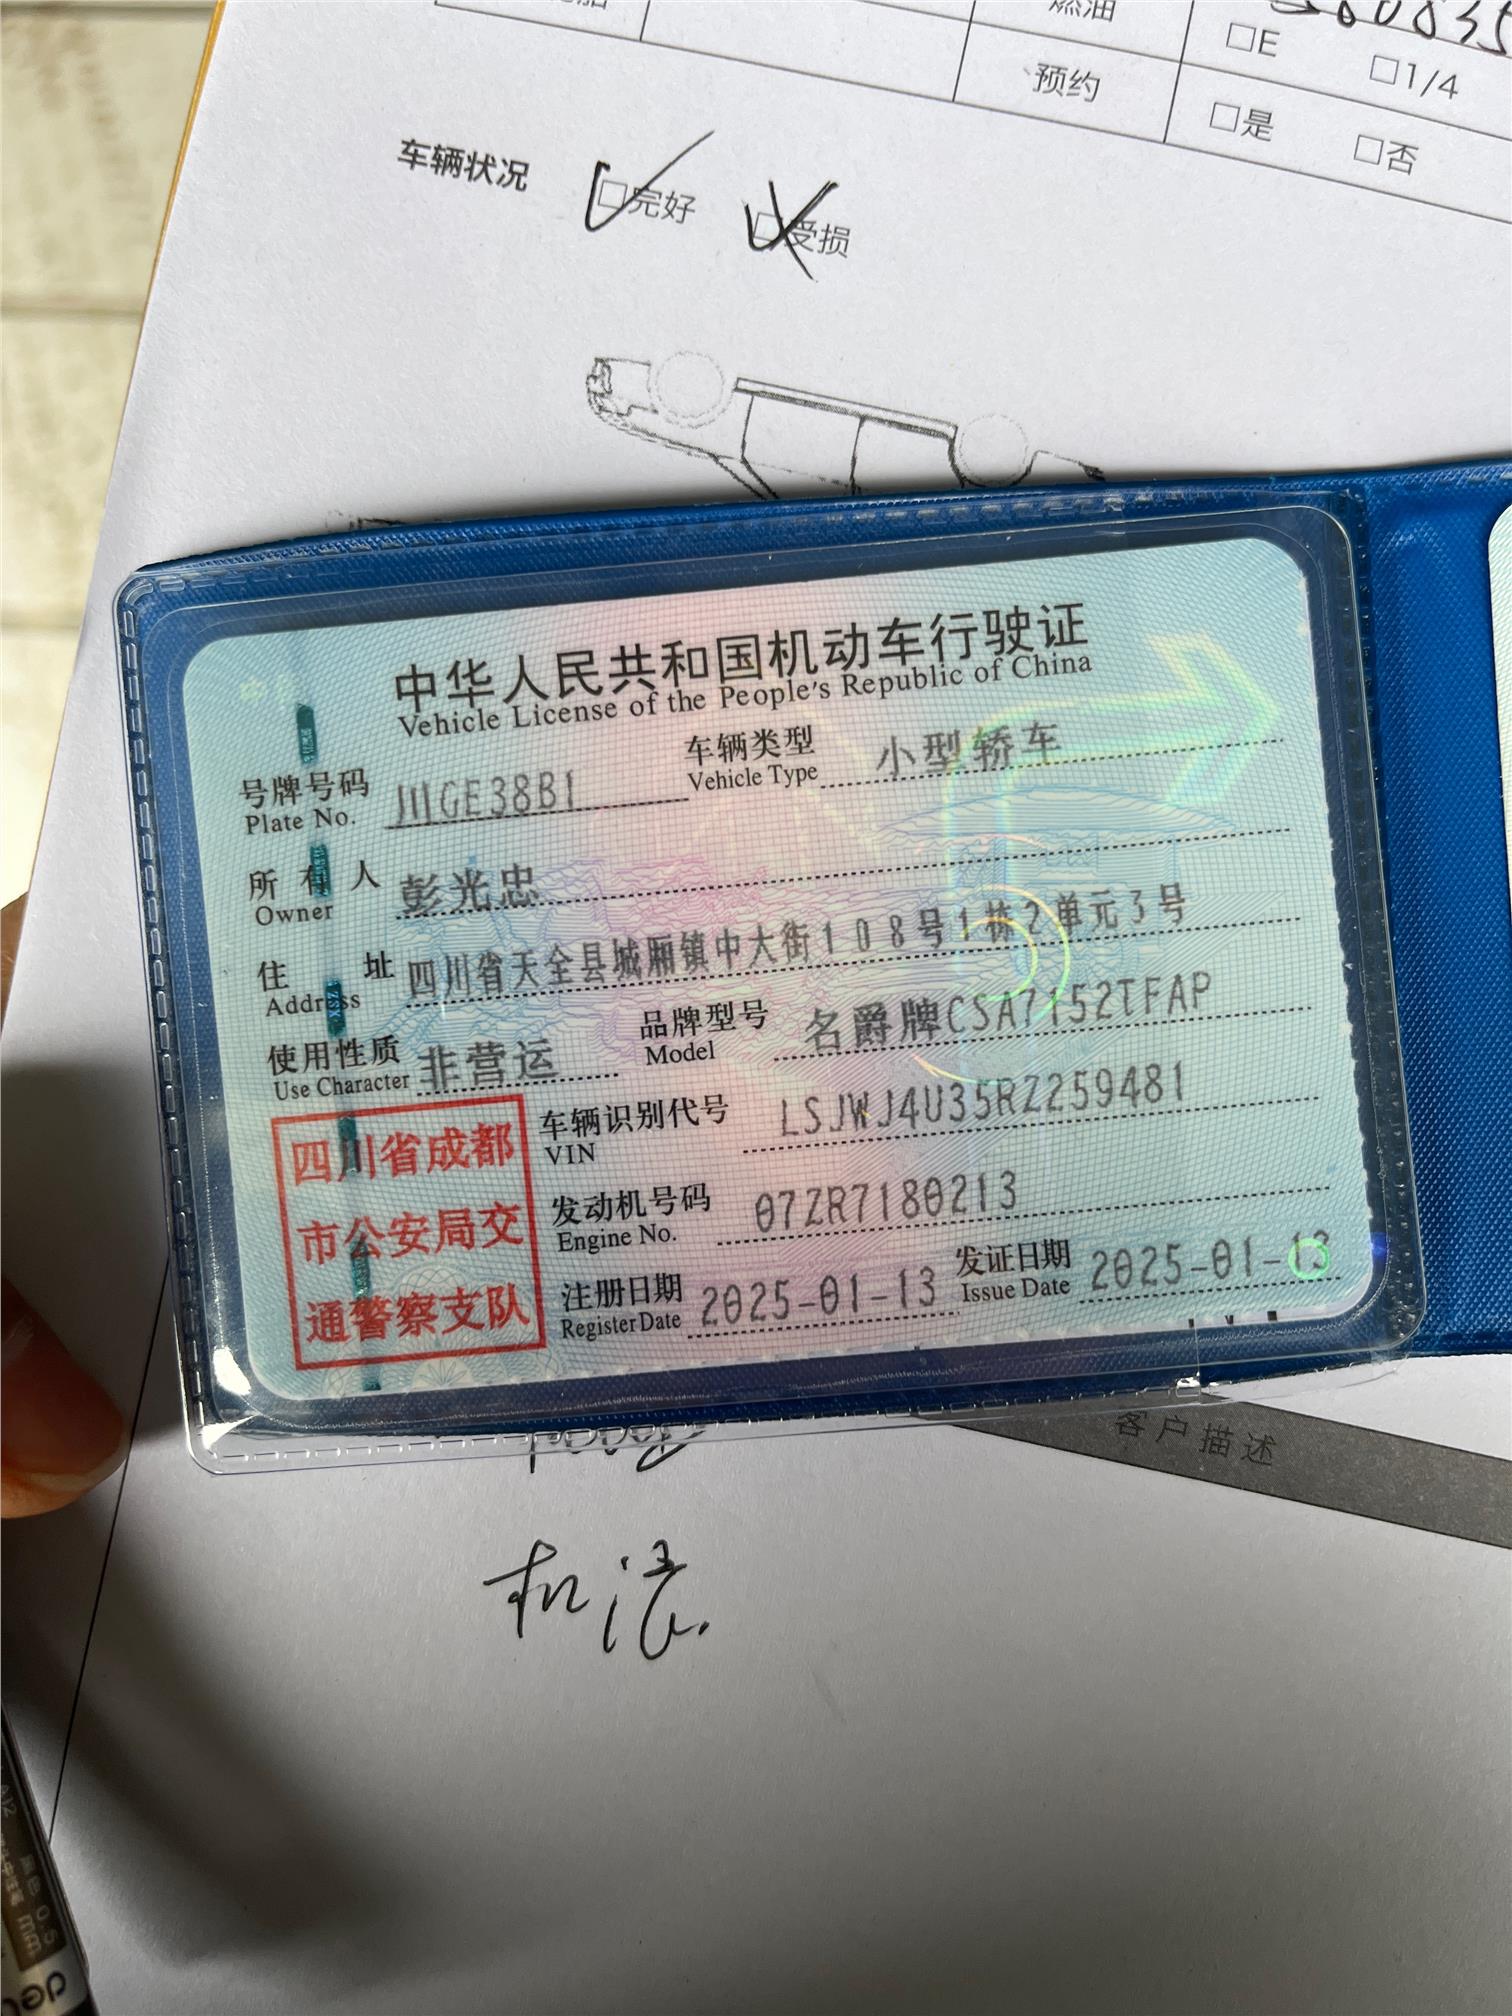 燃油
□E □1/4
预约 □是 □否
车辆状况 □完好 □受损
中华人民共和国机动车行驶证
Vehicle License of the People's Republic of China
号牌号码 川GE38B1 车辆类型 小型轿车
Plate No. Vehicle Type
所有人 彭光忠
Owner
住址 四川省天全县城厢镇中大街108号1栋2单元3号
Address
使用性质 非营运 品牌型号 名爵牌CSA7152TFAP
Use Character Model
车辆识别代号 LSJWJ4U35RZ259481
VIN
发动机号码 07ZR7180213
Engine No.
注册日期 2025-01-13 发证日期 2025-01-13
Register Date Issue Date
四川省成都
市公安局交
通警察支队
客户描述